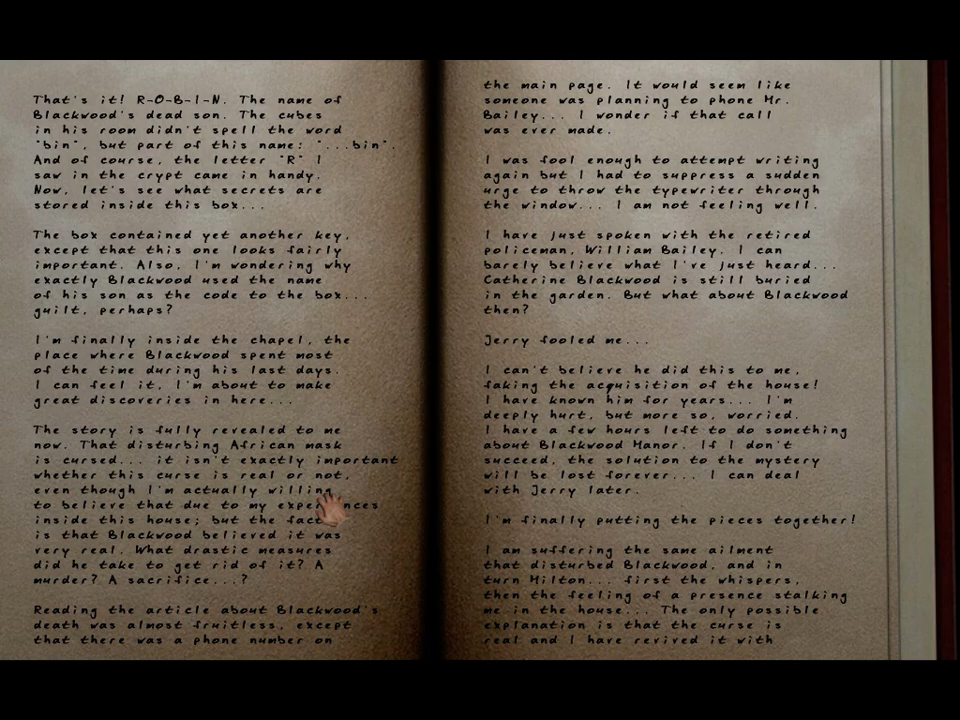 That's it! R-O-B-I-N. The name of
Blackwood's dead son. The cubes
in his room didn't spell the word
"bin", but part of this name: "...bin".
And of course, the letter "R" I
saw in the crypt came in handy.
Now, let's see what secrets are
stored inside this box...
The box contained yet another key,
except that this one looks fairly
important. Also, I'm wondering why
exactly Blackwood used the name
of his son as the code to the box...
guilt, perhaps?
I'm finally inside the chapel, the
place where Blackwood spent most
of the time during his last days.
I can feel it, I'm about to make
great discoveries in here...
The story is fully revealed to me
now. That disturbing African mask
is cursed... it isn't exactly important
whether this curse is real or not,
even though I'm actually willing
to believe that due to my experiences
inside this house; but the fact
is that Blackwood believed it was
very real. What drastic measures
did he take to get rid of it? A
murder? A sacrifice...?
Reading the article about Blackwood's
death was almost fruitless, except
that there was a phone number on
the main page. It would seem like
someone was planning to phone Mr.
Bailey... I wonder if that call
was ever made.
I was fool enough to attempt writing
again but I had to suppress a sudden
urge to throw the typewriter through
the window... I am not feeling well.
I have just spoken with the retired
policeman, William Bailey. I can
barely believe what I've just heard...
Catherine Blackwood is still buried
in the garden. But what about Blackwood
then?
Jerry fooled me...
I can't believe he did this to me,
faking the acquisition of the house!
I have known him for years... I'm
deeply hurt, but more so, worried.
I have a few hours left to do something
about Blackwood Manor. If I don't
succeed, the solution to the mystery
will be lost forever... I can deal
with Jerry later.
I'm finally putting the pieces together!
I am suffering the same ailment
that disturbed Blackwood, and in
turn Milton... first the whispers,
then the feeling of a presence stalking
me in the house... The only possible
explanation is that the curse is
real and I have revived it with